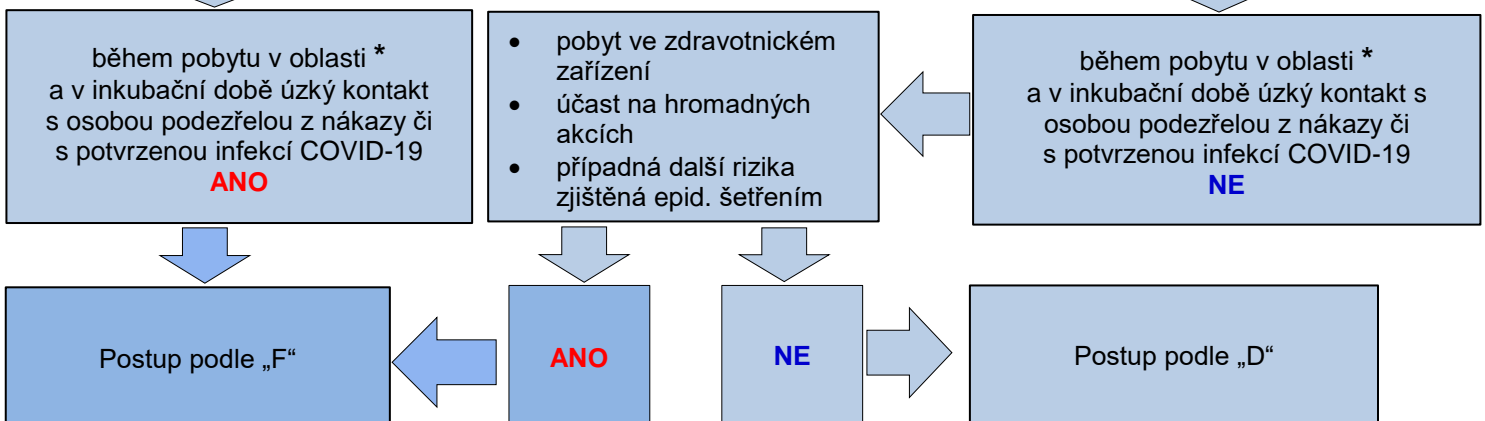 během pobytu v oblasti *
a v inkubační době úzký kontakt
s osobou podezřelou z nákazy či
s potvrzenou infekcí COVID-19
ANO
• pobyt ve zdravotnickém
zařízení
• účast na hromadných
akcích
• případná další rizika
zjištěná epid. šetřením
během pobytu v oblasti *
a v inkubační době úzký kontakt s
osobou podezřelou z nákazy či
s potvrzenou infekcí COVID-19
NE
Postup podle „F“
ANO
NE
Postup podle „D“